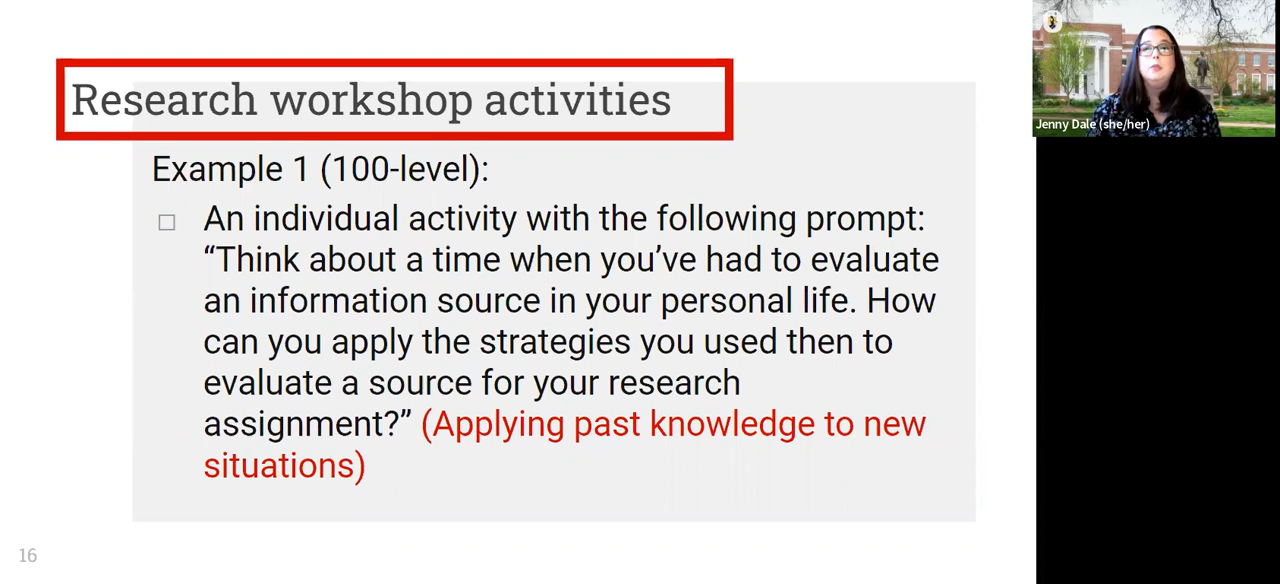 Research workshop activities
Example 1 (100-level):
An individual activity with the following prompt:
“Think about a time when you’ve had to evaluate
an information source in your personal life. How
can you apply the strategies you used then to
evaluate a source for your research
assignment?” (Applying past knowledge to new
situations)
16
Jenny Dale (she/her)